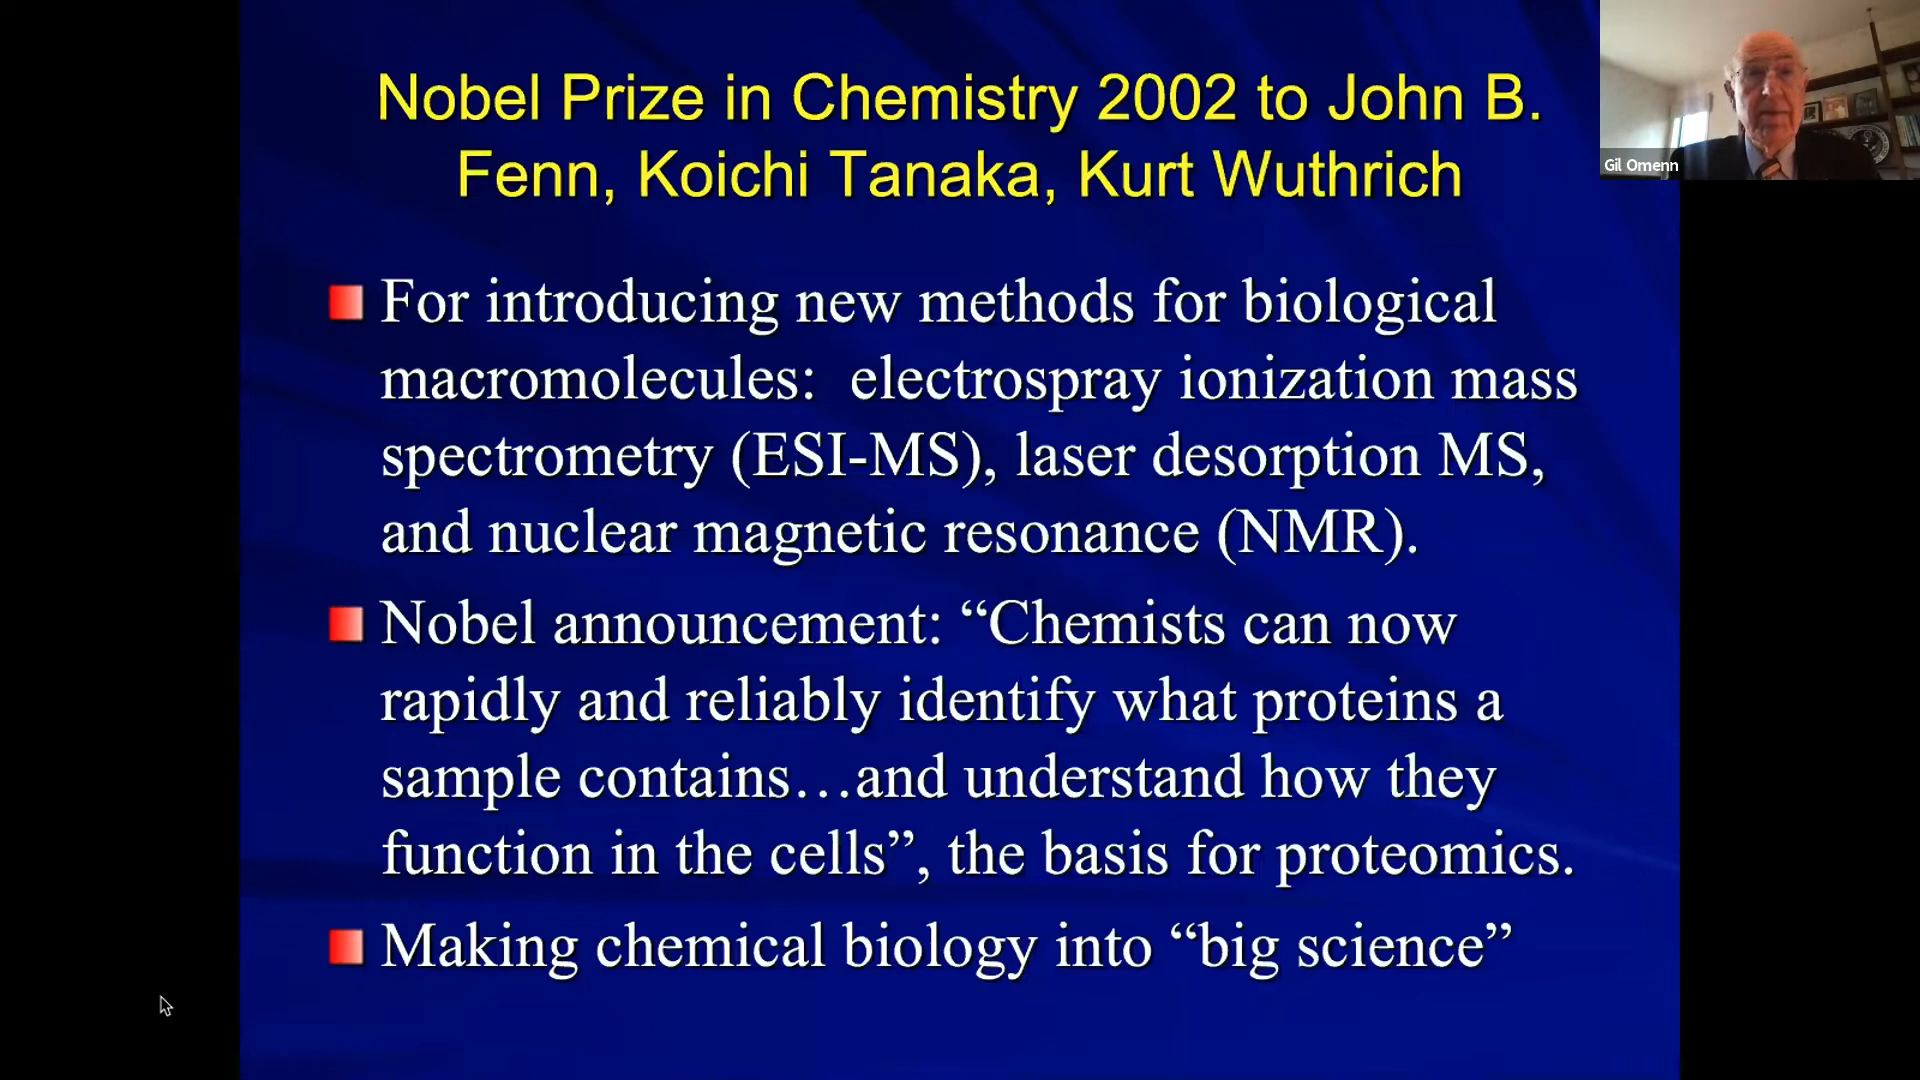 Nobel Prize in Chemistry 2002 to John B.
Fenn, Koichi Tanaka, Kurt Wuthrich
For introducing new methods for biological
macromolecules:  electrospray ionization mass
spectrometry (ESI-MS), laser desorption MS,
and nuclear magnetic resonance (NMR).
Nobel announcement: “Chemists can now
rapidly and reliably identify what proteins a
sample contains…and understand how they
function in the cells”, the basis for proteomics.
Making chemical biology into “big science”
Gil Omenn